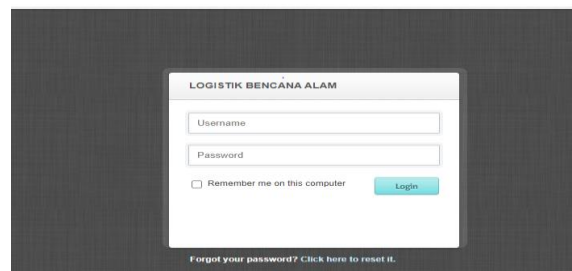 LOGISTIK BENCANA ALAM
Username
Password
Remember me on this computer
Login
Forgot your password? Click here to reset it.